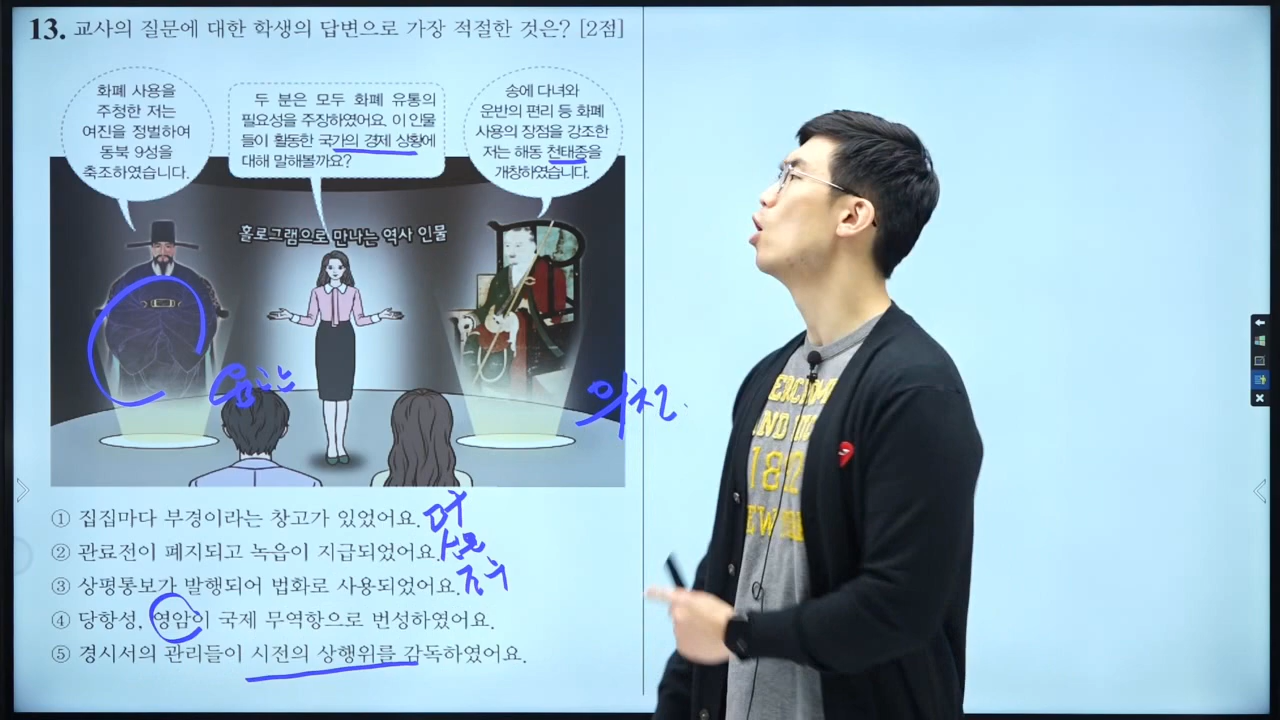 13. 교사의 질문에 대한 학생의 답변으로 가장 적절한 것은? [2점]
화폐 사용을
주청한 저는
여진을 정벌하여
동북 9성을
축조하였습니다.
두 분은 모두 화폐 유통의
필요성을 주장하였어요. 이 인물
들이 활동한 국가의 경제 상황에
대해 말해볼까요?
송에 다녀와
운반의 편리 등 화폐
사용의 장점을 강조한
저는 해동 천태종을
개창하였습니다.
홀로그램으로 만나는 역사 인물
의천
① 집집마다 부경이라는 창고가 있었어요.
② 관료전이 폐지되고 녹읍이 지급되었어요.
③ 상평통보가 발행되어 법화로 사용되었어요.
④ 당항성, 영암이 국제 무역항으로 번성하였어요.
⑤ 경시서의 관리들이 시전의 상행위를 감독하였어요.